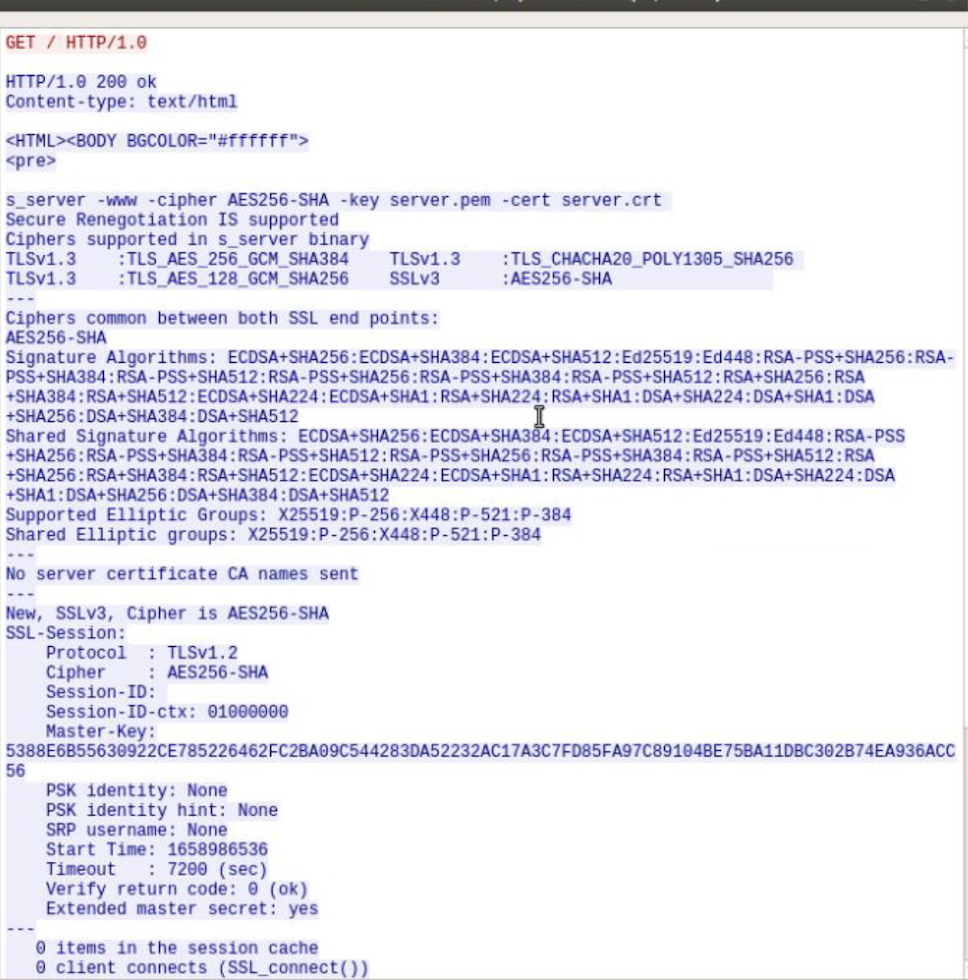 GET / HTTP/1.0
HTTP/1.0 200 ok
Content-type: text/html
<HTML><BODY BGCOLOR="#ffffff">
<pre>
s_server -www -cipher AES256-SHA -key server.pem -cert server.crt
Secure Renegotiation IS supported
Ciphers supported in s_server binary
TLSv1.3    :TLS_AES_256_GCM_SHA384    TLSv1.3    :TLS_CHACHA20_POLY1305_SHA256
TLSv1.3    :TLS_AES_128_GCM_SHA256    SSLv3    :AES256-SHA
---
Ciphers common between both SSL end points:
AES256-SHA
Signature Algorithms: ECDSA+SHA256:ECDSA+SHA384:ECDSA+SHA512:Ed25519:Ed448:RSA-PSS+SHA256:RSA-
PSS+SHA384:RSA-PSS+SHA512:RSA-PSS+SHA256:RSA-PSS+SHA384:RSA-PSS+SHA512:RSA+SHA256:RSA
+SHA384:RSA+SHA512:ECDSA+SHA224:ECDSA+SHA1:RSA+SHA224:RSA+SHA1:DSA+SHA224:DSA+SHA1:DSA
+SHA256:DSA+SHA384:DSA+SHA512
Shared Signature Algorithms: ECDSA+SHA256:ECDSA+SHA384:ECDSA+SHA512:Ed25519:Ed448:RSA-PSS
+SHA256:RSA-PSS+SHA384:RSA-PSS+SHA512:RSA-PSS+SHA256:RSA-PSS+SHA384:RSA-PSS+SHA512:RSA
+SHA256:RSA+SHA384:RSA+SHA512:ECDSA+SHA224:ECDSA+SHA1:RSA+SHA224:RSA+SHA1:DSA+SHA224:DSA
+SHA1:DSA+SHA256:DSA+SHA384:DSA+SHA512
Supported Elliptic Groups: X25519:P-256:X448:P-521:P-384
Shared Elliptic groups: X25519:P-256:X448:P-521:P-384
---
No server certificate CA names sent
---
New, SSLv3, Cipher is AES256-SHA
SSL-Session:
    Protocol  : TLSv1.2
    Cipher    : AES256-SHA
    Session-ID:
    Session-ID-ctx: 01000000
    Master-Key:
5388E6B55630922CE785226462FC2BA09C544283DA52232AC17A3C7FD85FA97C89104BE75BA11DBC302B74EA936ACC
56
    PSK identity: None
    PSK identity hint: None
    SRP username: None
    Start Time: 1658986536
    Timeout   : 7200 (sec)
    Verify return code: 0 (ok)
    Extended master secret: yes
---
   0 items in the session cache
   0 client connects (SSL_connect())